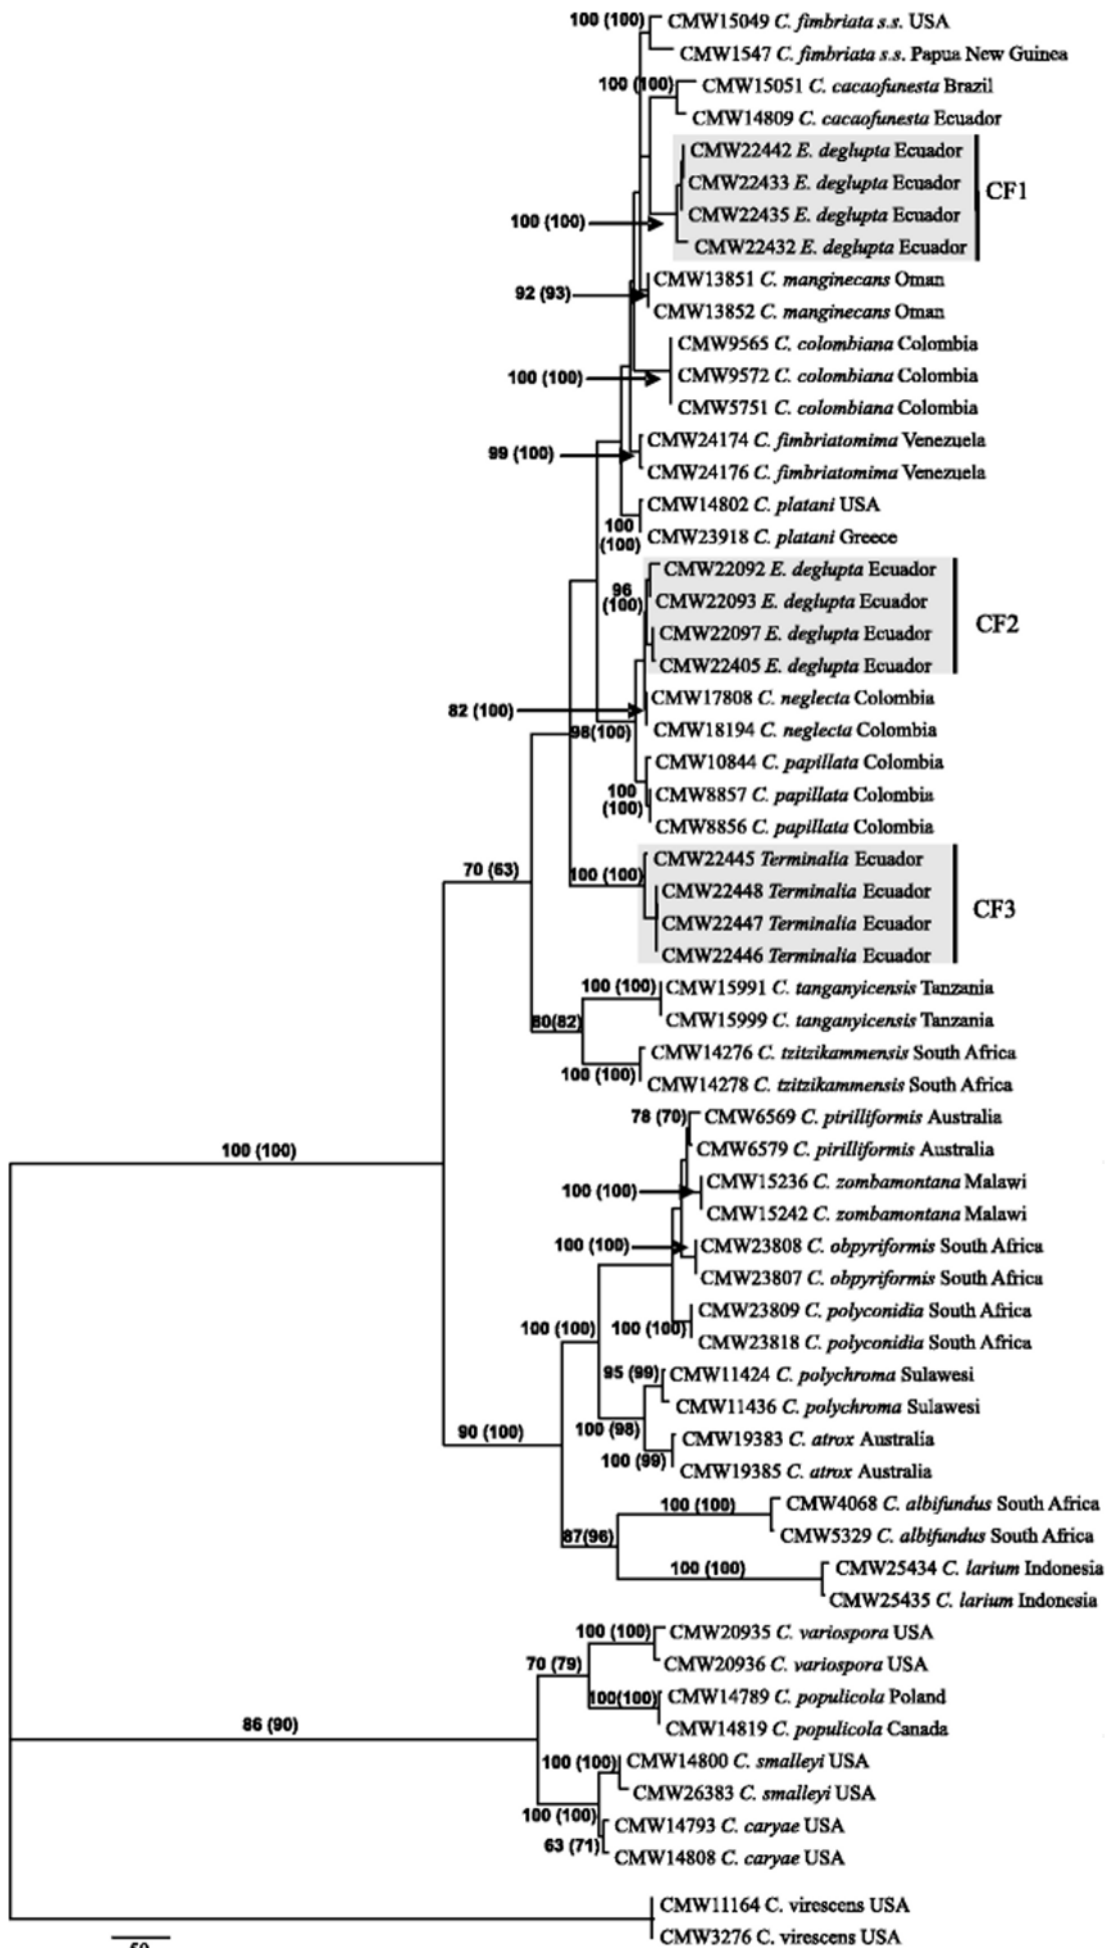 100 (100) CMW15049 C. fimbriata s.s. USA
CMW1547 C. fimbriata s.s. Papua New Guinea
100 (100) CMW15051 C. cacaofunesta Brazil
CMW14809 C. cacaofunesta Ecuador
CMW22442 E. deglupta Ecuador
CMW22433 E. deglupta Ecuador
CF1
CMW22435 E. deglupta Ecuador
100 (100)
CMW22432 E. deglupta Ecuador
CMW13851 C. manginecans Oman
92 (93)
CMW13852 C. manginecans Oman
CMW9565 C. colombiana Colombia
100 (100) CMW9572 C. colombiana Colombia
CMW5751 C. colombiana Colombia
CMW24174 C. fimbriatomima Venezuela
99 (100)
CMW24176 C. fimbriatomima Venezuela
CMW14802 C. platani USA
100
(100) CMW23918 C. platani Greece
CMW22092 E. deglupta Ecuador
96
(100) CMW22093 E. deglupta Ecuador
CF2
CMW22097 E. deglupta Ecuador
CMW22405 E. deglupta Ecuador
CMW17808 C. neglecta Colombia
82 (100)
98(100) CMW18194 C. neglecta Colombia
CMW10844 C. papillata Colombia
100
(100) CMW8857 C. papillata Colombia
CMW8856 C. papillata Colombia
CMW22445 Terminalia Ecuador
70 (63) 100 (100)
CMW22448 Terminalia Ecuador
CF3
CMW22447 Terminalia Ecuador
CMW22446 Terminalia Ecuador
100 (100) CMW15991 C. tanganyicensis Tanzania
80(82) CMW15999 C. tanganyicensis Tanzania
CMW14276 C. tzitzikammensis South Africa
100 (100) CMW14278 C. tzitzikammensis South Africa
78 (70) CMW6569 C. pirilliformis Australia
100 (100) CMW6579 C. pirilliformis Australia
100 (100) CMW15236 C. zombamontana Malawi
CMW15242 C. zombamontana Malawi
100 (100) CMW23808 C. obpyriformis South Africa
CMW23807 C. obpyriformis South Africa
CMW23809 C. polyconidia South Africa
100 (100) 100 (100) CMW23818 C. polyconidia South Africa
95 (99) CMW11424 C. polychroma Sulawesi
CMW11436 C. polychroma Sulawesi
90 (100) 100 (98) CMW19383 C. atrox Australia
100 (99) CMW19385 C. atrox Australia
100 (100) CMW4068 C. albifundus South Africa
87(96) CMW5329 C. albifundus South Africa
100 (100) CMW25434 C. larium Indonesia
CMW25435 C. larium Indonesia
100 (100) CMW20935 C. variospora USA
70 (79) CMW20936 C. variospora USA
100(100) CMW14789 C. populicola Poland
86 (90) CMW14819 C. populicola Canada
100 (100) CMW14800 C. smalleyi USA
CMW26383 C. smalleyi USA
100 (100) CMW14793 C. caryae USA
63 (71) CMW14808 C. caryae USA
CMW11164 C. virescens USA
CMW3276 C. virescens USA